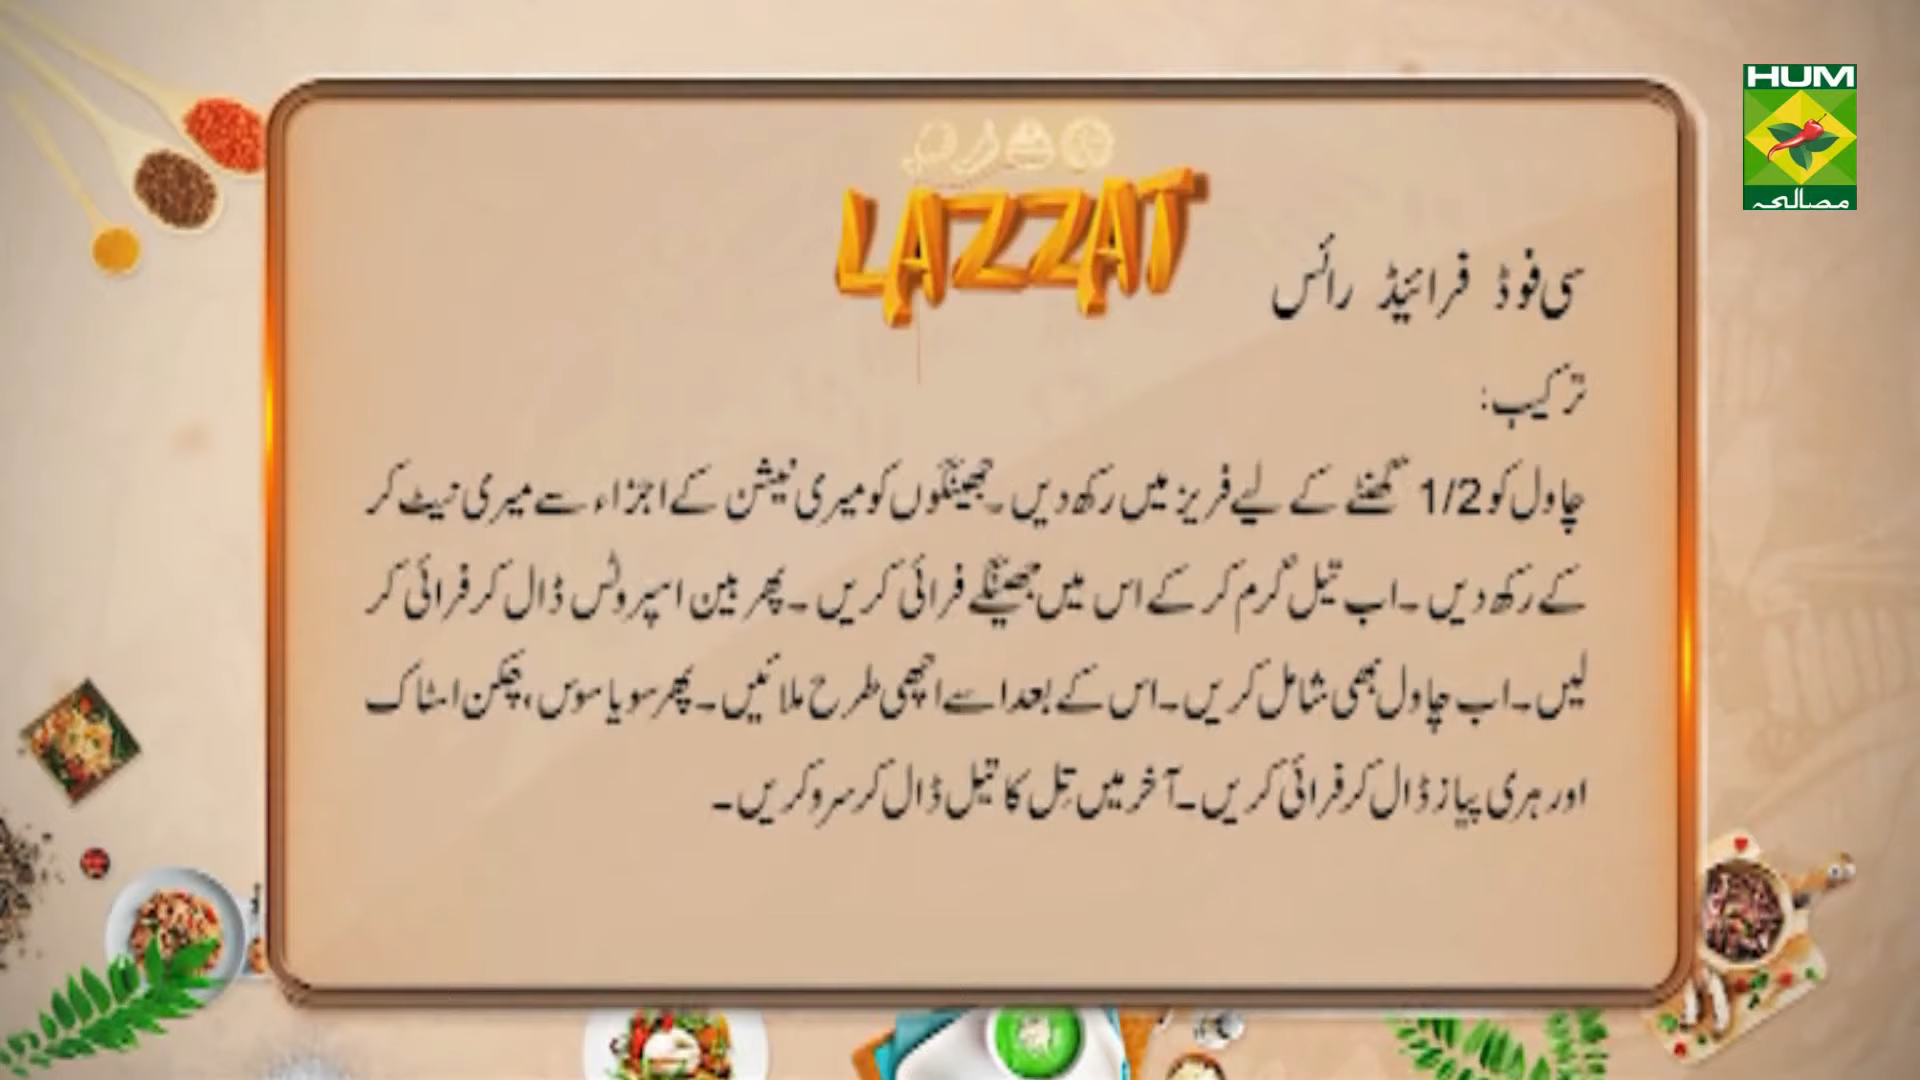 HUM
مصالحہ
LAZZAT
سی فوڈ فرائیڈ رائس
ترکیب:
چاول کو 1/2 گھنٹے کے لیے فریز میں رکھ دیں۔ جھینگوں کو میری نیشن کے اجزاء سے میری نیٹ کر
کے رکھ دیں۔ اب تیل گرم کر کے اس میں جھینگے فرائی کریں۔ پھر بین اسپروٹس ڈال کر فرائی کر
لیں۔ اب چاول بھی شامل کریں۔ اس کے بعد اسے اچھی طرح ملائیں۔ پھر سویا سوس، چکن اسٹاک
اور ہری پیاز ڈال کر فرائی کریں۔ آخر میں تِل کا تیل ڈال کر سرو کریں۔